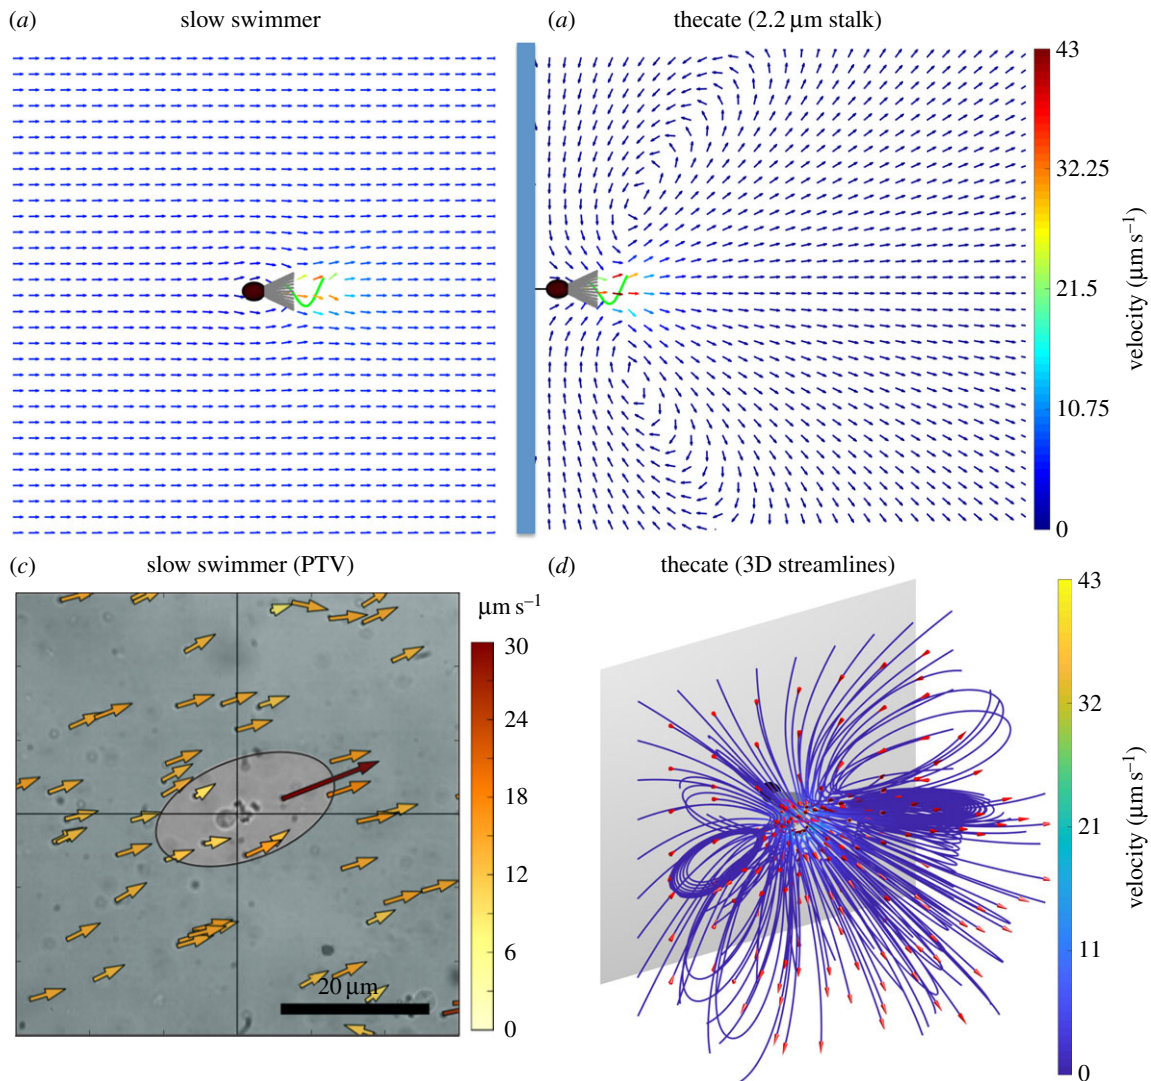 (a) slow swimmer
(a) thecate (2.2 μm stalk)
43
32.25
21.5
10.75
0
velocity (μm s⁻¹)
(c) slow swimmer (PTV)
μm s⁻¹
30
24
18
12
6
0
20 μm
(d) thecate (3D streamlines)
43
32
21
11
0
velocity (μm s⁻¹)